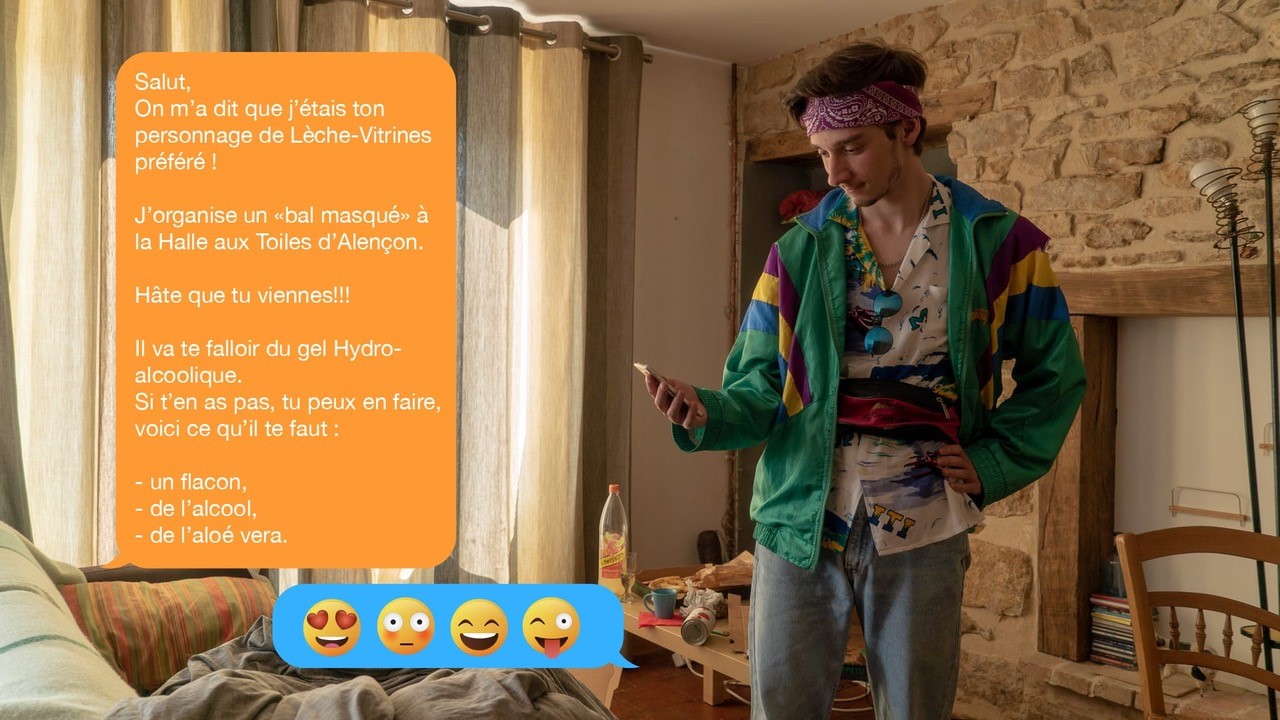 Salut,
On m'a dit que j'étais ton
personnage de Lèche-Vitrines
préféré !
J'organise un «bal masqué» à
la Halle aux Toiles d'Alençon.
Hâte que tu viennes!!!
Il va te falloir du gel Hydro-
alcoolique.
Si t'en as pas, tu peux en faire,
voici ce qu'il te faut :
- un flacon,
- de l'alcool,
- de l'aloé vera.